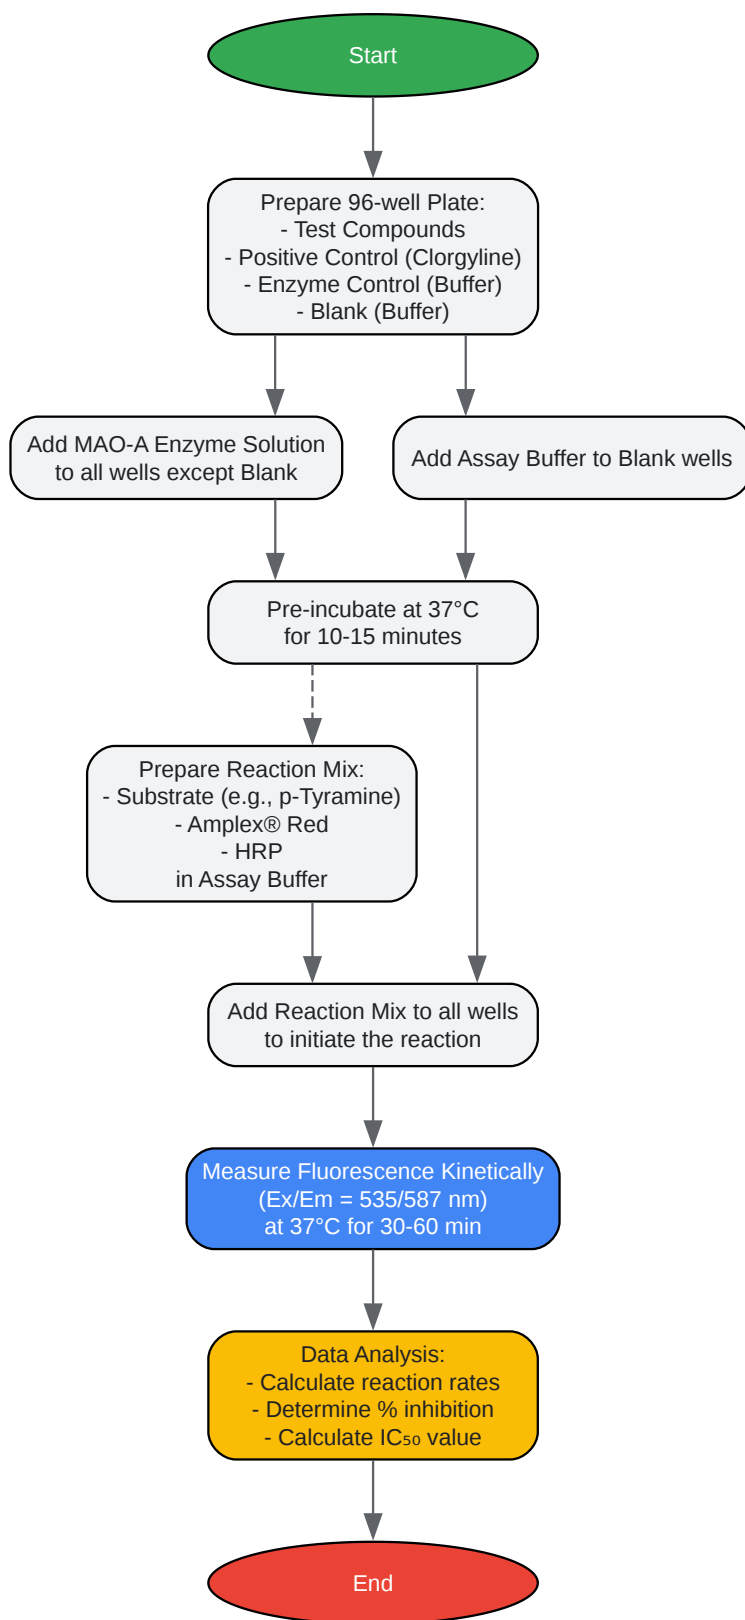 Start
Prepare 96-well Plate:
- Test Compounds
- Positive Control (Clorgyline)
- Enzyme Control (Buffer)
- Blank (Buffer)
Add MAO-A Enzyme Solution
to all wells except Blank
Add Assay Buffer to Blank wells
Pre-incubate at 37°C
for 10-15 minutes
Prepare Reaction Mix:
- Substrate (e.g., p-Tyramine)
- Amplex® Red
- HRP
in Assay Buffer
Add Reaction Mix to all wells
to initiate the reaction
Measure Fluorescence Kinetically
(Ex/Em = 535/587 nm)
at 37°C for 30-60 min
Data Analysis:
- Calculate reaction rates
- Determine % inhibition
- Calculate IC₅₀ value
End